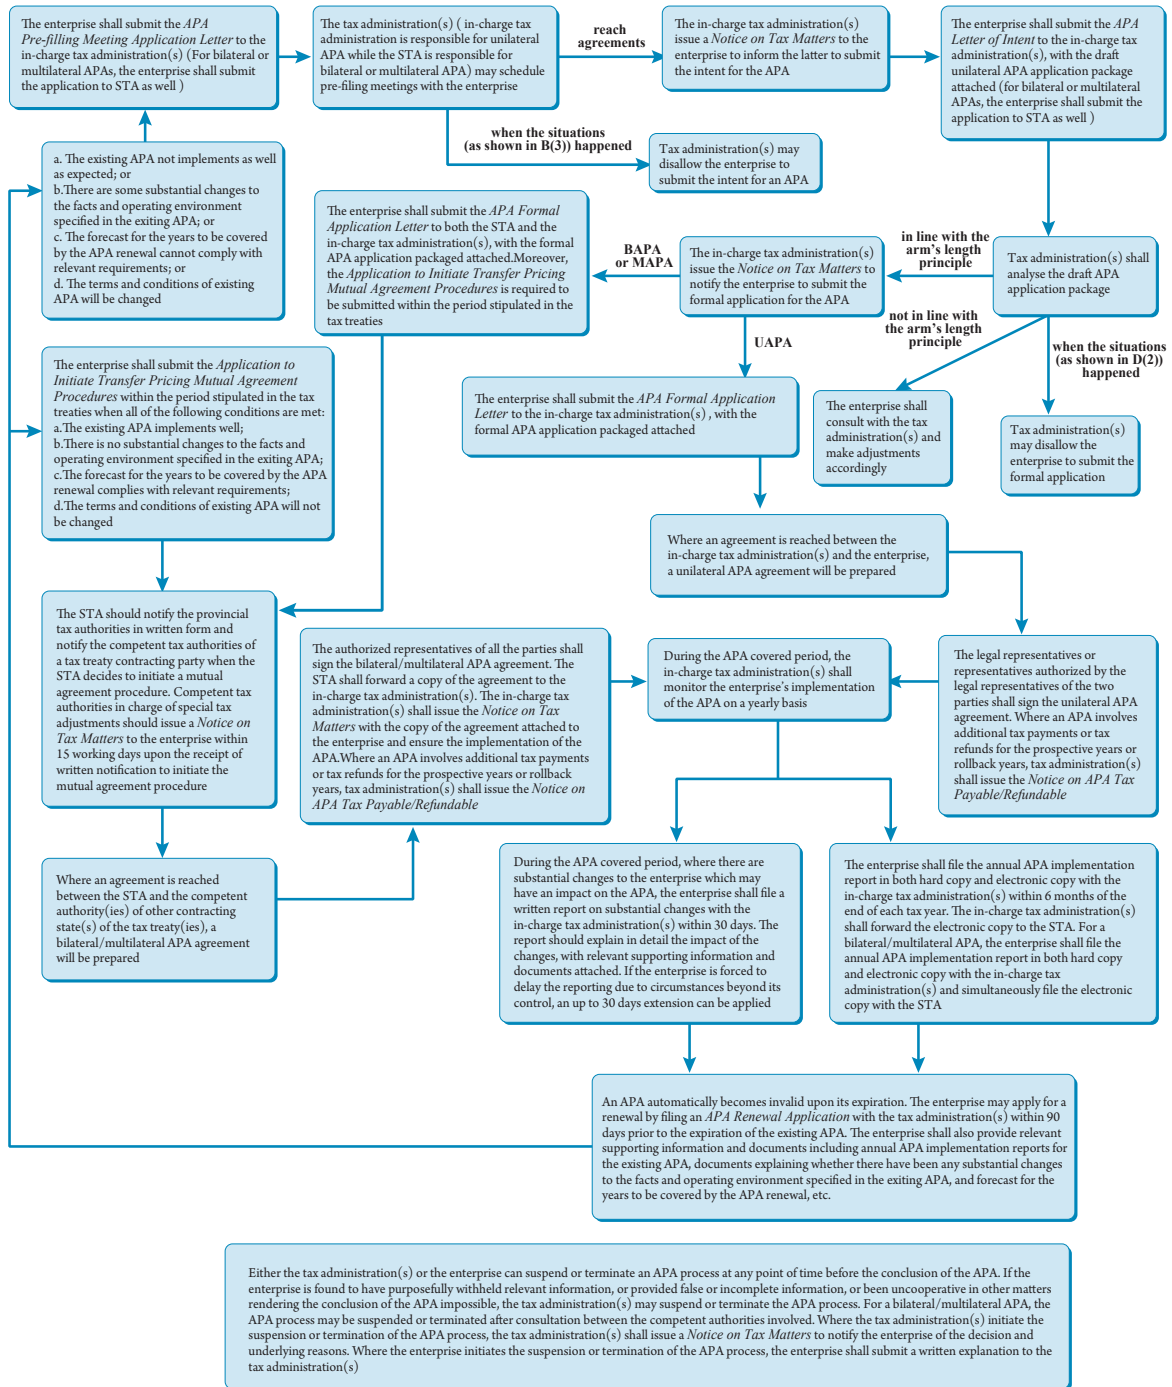 The enterprise shall submit the APA
Pre-filling Meeting Application Letter to the
in-charge tax administration(s) (For bilateral or
multilateral APAs, the enterprise shall submit
the application to STA as well )
The tax administration(s) ( in-charge tax
administration is responsible for unilateral
APA while the STA is responsible for
bilateral or multilateral APA) may schedule
pre-filing meetings with the enterprise
reach
agreements
The in-charge tax administration(s)
issue a Notice on Tax Matters to the
enterprise to inform the latter to submit
the intent for the APA
The enterprise shall submit the APA
Letter of Intent to the in-charge tax
administration(s), with the draft
unilateral APA application package
attached (for bilateral or multilateral
APAs, the enterprise shall submit the
application to STA as well )
when the situations
(as shown in B(3)) happened
Tax administration(s) may
disallow the enterprise to
submit the intent for an APA
a. The existing APA not implements as well
as expected; or
b.There are some substantial changes to
the facts and operating environment
specified in the exiting APA; or
c. The forecast for the years to be covered
by the APA renewal cannot comply with
relevant requirements; or
d. The terms and conditions of existing
APA will be changed
The enterprise shall submit the APA Formal
Application Letter to both the STA and the
in-charge tax administration(s), with the formal
APA application packaged attached.Moreover,
the Application to Initiate Transfer Pricing
Mutual Agreement Procedures is required to
be submitted within the period stipulated in the
tax treaties
BAPA
or MAPA
The in-charge tax administration(s)
issue the Notice on Tax Matters to
notify the enterprise to submit the
formal application for the APA
in line with the
arm's length
principle
Tax administration(s) shall
analyse the draft APA
application package
not in line with
the arm's length
principle
when the situations
(as shown in D(2))
happened
UAPA
The enterprise shall submit the Application to
Initiate Transfer Pricing Mutual Agreement
Procedures within the period stipulated in the tax
treaties when all of the following conditions are met:
a.The existing APA implements well;
b.There is no substantial changes to the facts and
operating environment specified in the exiting APA;
c.The forecast for the years to be covered by the APA
renewal complies with relevant requirements;
d.The terms and conditions of existing APA will not
be changed
The enterprise shall submit the APA Formal Application
Letter to the in-charge tax administration(s) , with the
formal APA application packaged attached
The enterprise shall
consult with the tax
administration(s) and
make adjustments
accordingly
Tax administration(s)
may disallow the
enterprise to submit the
formal application
Where an agreement is reached between the
in-charge tax administration(s) and the enterprise,
a unilateral APA agreement will be prepared
The STA should notify the provincial
tax authorities in written form and
notify the competent tax authorities of
a tax treaty contracting party when the
STA decides to initiate a mutual
agreement procedure. Competent tax
authorities in charge of special tax
adjustments should issue a Notice on
Tax Matters to the enterprise within
15 working days upon the receipt of
written notification to initiate the
mutual agreement procedure
The authorized representatives of all the parties shall
sign the bilateral/multilateral APA agreement. The
STA shall forward a copy of the agreement to the
in-charge tax administration(s). The in-charge tax
administration(s) shall issue the Notice on Tax
Matters with the copy of the agreement attached to
the enterprise and ensure the implementation of the
APA.Where an APA involves additional tax payments
or tax refunds for the prospective years or rollback
years, tax administration(s) shall issue the Notice on
APA Tax Payable/Refundable
During the APA covered period, the
in-charge tax administration(s) shall
monitor the enterprise's implementation
of the APA on a yearly basis
The legal representatives or
representatives authorized by the
legal representatives of the two
parties shall sign the unilateral APA
agreement. Where an APA involves
additional tax payments or tax
refunds for the prospective years or
rollback years, tax administration(s)
shall issue the Notice on APA Tax
Payable/Refundable
Where an agreement is reached
between the STA and the competent
authority(ies) of other contracting
state(s) of the tax treaty(ies), a
bilateral/multilateral APA agreement
will be prepared
During the APA covered period, where there are
substantial changes to the enterprise which may
have an impact on the APA, the enterprise shall file a
written report on substantial changes with the
in-charge tax administration(s) within 30 days. The
report should explain in detail the impact of the
changes, with relevant supporting information and
documents attached. If the enterprise is forced to
delay the reporting due to circumstances beyond its
control, an up to 30 days extension can be applied
The enterprise shall file the annual APA implementation
report in both hard copy and electronic copy with the
in-charge tax administration(s) within 6 months of the
end of each tax year. The in-charge tax administration(s)
shall forward the electronic copy to the STA. For a
bilateral/multilateral APA, the enterprise shall file the
annual APA implementation report in both hard copy
and electronic copy with the in-charge tax
administration(s) and simultaneously file the electronic
copy with the STA
An APA automatically becomes invalid upon its expiration. The enterprise may apply for a
renewal by filing an APA Renewal Application with the tax administration(s) within 90
days prior to the expiration of the existing APA. The enterprise shall also provide relevant
supporting information and documents including annual APA implementation reports for
the existing APA, documents explaining whether there have been any substantial changes
to the facts and operating environment specified in the exiting APA, and forecast for the
years to be covered by the APA renewal, etc.
Either the tax administration(s) or the enterprise can suspend or terminate an APA process at any point of time before the conclusion of the APA. If the
enterprise is found to have purposefully withheld relevant information, or provided false or incomplete information, or been uncooperative in other matters
rendering the conclusion of the APA impossible, the tax administration(s) may suspend or terminate the APA process. For a bilateral/multilateral APA, the
APA process may be suspended or terminated after consultation between the competent authorities involved. Where the tax administration(s) initiate the
suspension or termination of the APA process, the tax administration(s) shall issue a Notice on Tax Matters to notify the enterprise of the decision and
underlying reasons. Where the enterprise initiates the suspension or termination of the APA process, the enterprise shall submit a written explanation to the
tax administration(s)